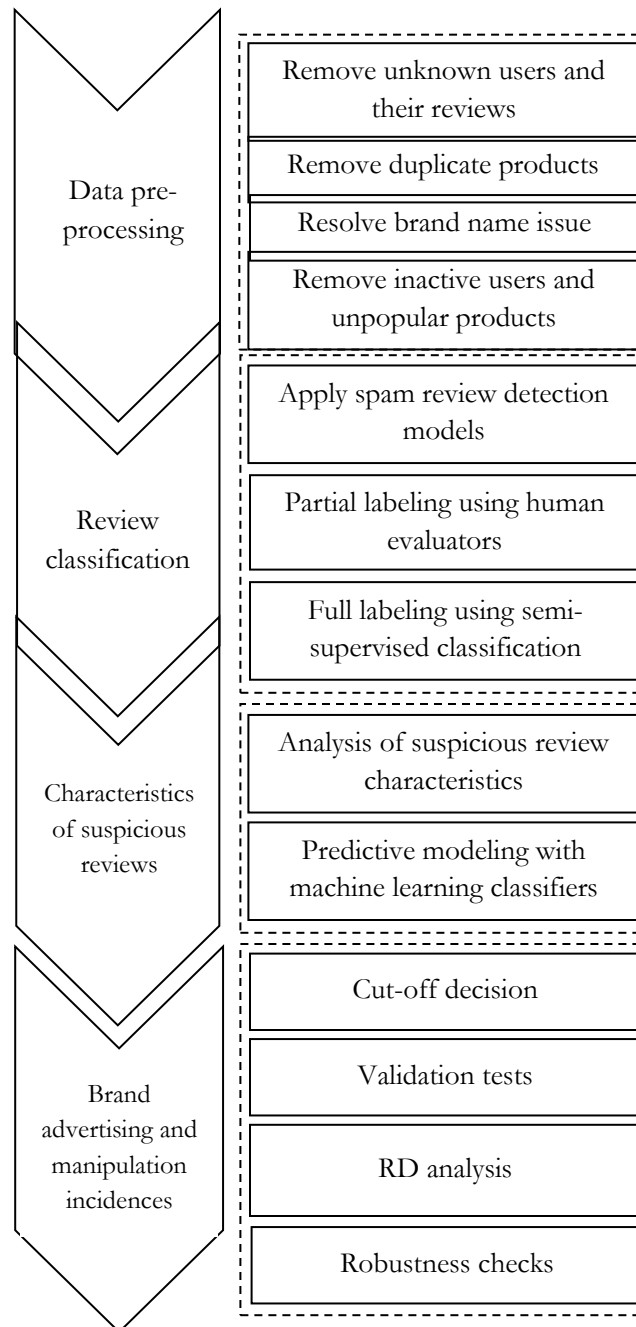 Data pre-
processing
Remove unknown users and
their reviews
Remove duplicate products
Resolve brand name issue
Remove inactive users and
unpopular products
Review
classification
Apply spam review detection
models
Partial labeling using human
evaluators
Full labeling using semi-
supervised classification
Characteristics
of suspicious
reviews
Analysis of suspicious review
characteristics
Predictive modeling with
machine learning classifiers
Brand
advertising and
manipulation
incidences
Cut-off decision
Validation tests
RD analysis
Robustness checks